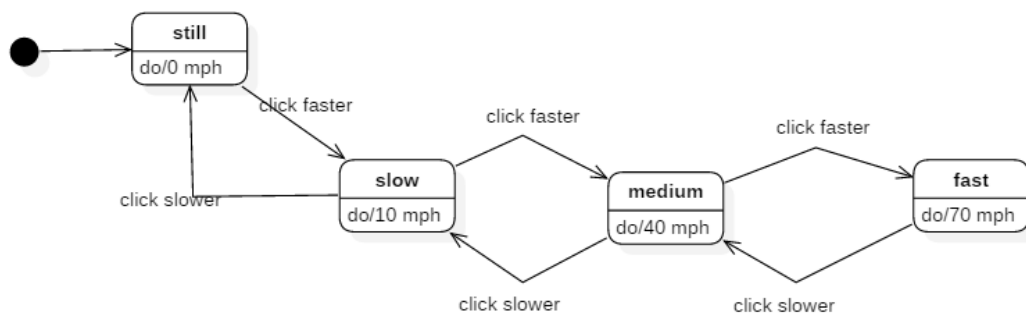 still
do/0 mph
click faster
click faster
click faster
click slower
slow
do/10 mph
medium
do/40 mph
fast
do/70 mph
click slower
click slower